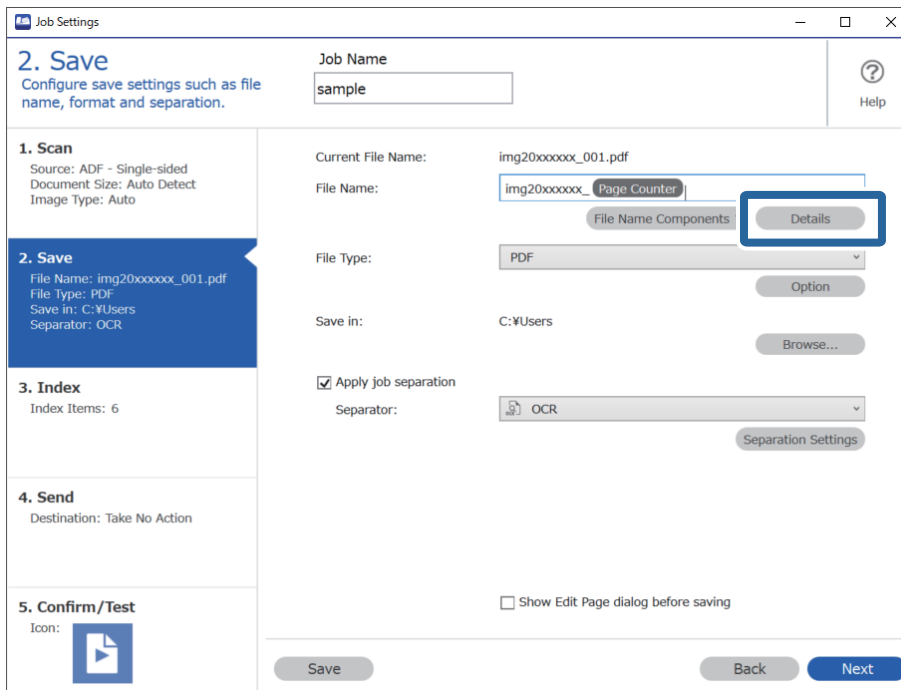 Job Settings
2. Save
Configure save settings such as file
name, format and separation.
Job Name
sample
Help
1. Scan
Source: ADF - Single-sided
Document Size: Auto Detect
Image Type: Auto
2. Save
File Name: img20xxxxxx_001.pdf
File Type: PDF
Save in: C:¥Users
Separator: OCR
3. Index
Index Items: 6
4. Send
Destination: Take No Action
5. Confirm/Test
Icon:
Current File Name: img20xxxxxx_001.pdf
File Name: img20xxxxxx_ Page Counter
File Name Components Details
File Type: PDF
Option
Save in: C:¥Users
Browse...
Apply job separation
Separator: OCR
Separation Settings
Show Edit Page dialog before saving
Save Back Next